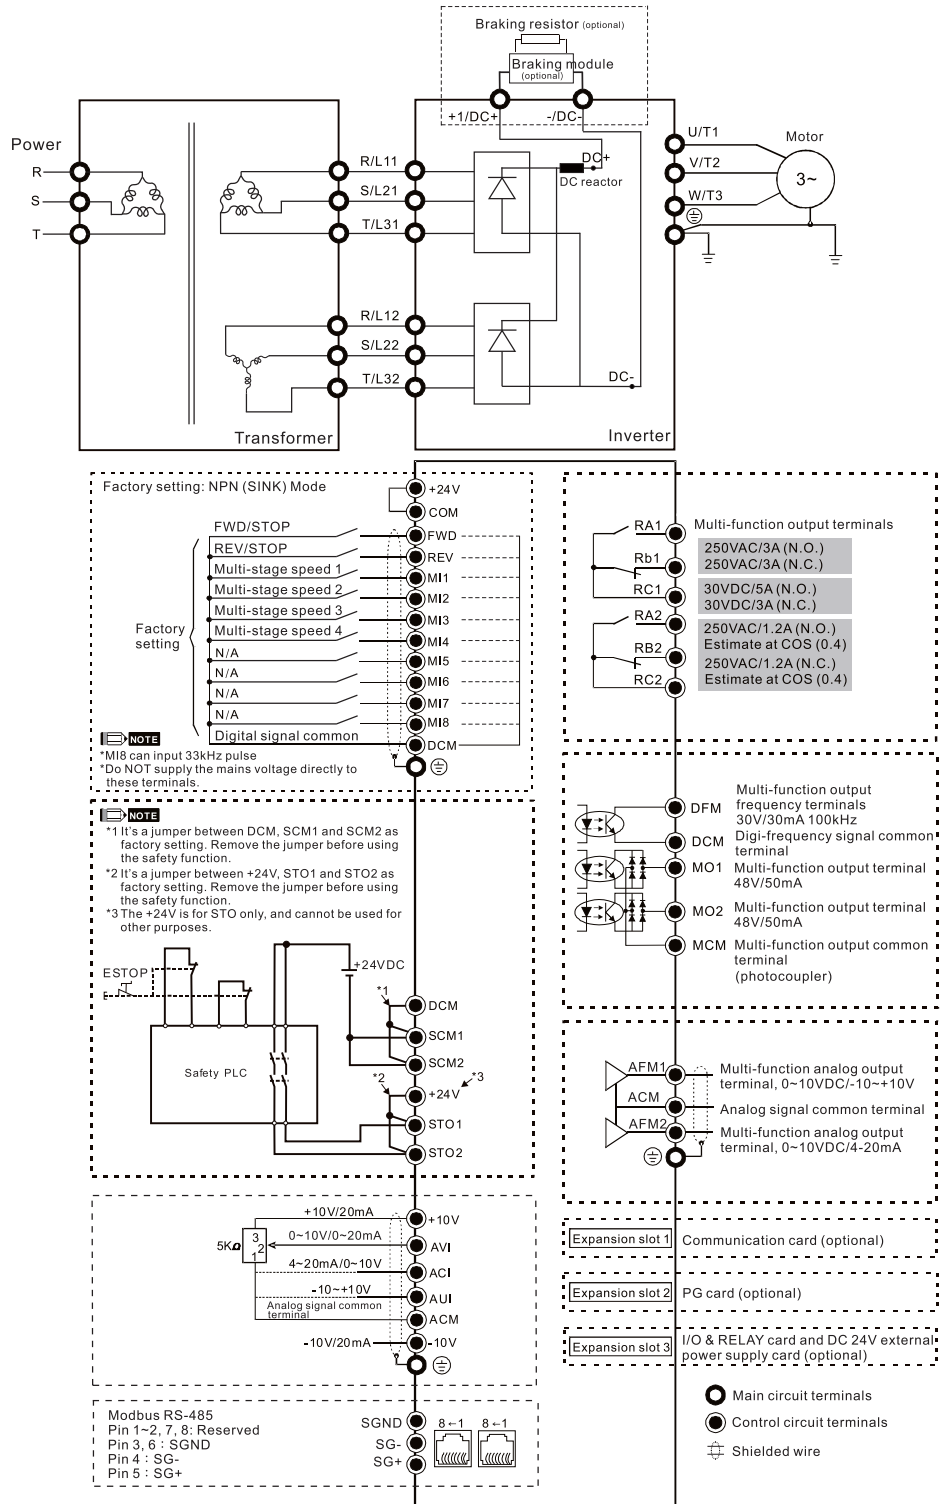 Braking resistor (optional)
Braking module
(optional)
+1/DC+
-/DC-
Power
R
S
T
R/L11
S/L21
T/L31
R/L12
S/L22
T/L32
Transformer
DC+
DC reactor
DC-
Inverter
U/T1
V/T2
W/T3
Motor
3~
Factory setting: NPN (SINK) Mode
+24V
COM
FWD/STOP
FWD
REV/STOP
REV
Multi-stage speed 1
MI1
Multi-stage speed 2
MI2
Multi-stage speed 3
MI3
Multi-stage speed 4
MI4
Factory
setting
N/A
MI5
N/A
MI6
N/A
MI7
N/A
MI8
Digital signal common
DCM
NOTE
*MI8 can input 33kHz pulse
*Do NOT supply the mains voltage directly to
these terminals.
NOTE
*1 It's a jumper between DCM, SCM1 and SCM2 as
factory setting. Remove the jumper before using
the safety function.
*2 It's a jumper between +24V, STO1 and STO2 as
factory setting. Remove the jumper before using
the safety function.
*3 The +24V is for STO only, and cannot be used for
other purposes.
ESTOP
+24VDC
Safety PLC
*1
DCM
SCM1
SCM2
*2
*3
+24V
STO1
STO2
+10V/20mA
+10V
5KΩ
3
2
1
0~10V/0~20mA
AVI
4~20mA/0~10V
ACI
-10~+10V
AUI
Analog signal common
terminal
ACM
-10V/20mA
-10V
Modbus RS-485
Pin 1~2, 7, 8: Reserved
Pin 3, 6 : SGND
Pin 4 : SG-
Pin 5 : SG+
SGND
SG-
SG+
8←1
8←1
RA1
Rb1
RC1
RA2
RB2
RC2
Multi-function output terminals
250VAC/3A (N.O.)
250VAC/3A (N.C.)
30VDC/5A (N.O.)
30VDC/3A (N.C.)
250VAC/1.2A (N.O.)
Estimate at COS (0.4)
250VAC/1.2A (N.C.)
Estimate at COS (0.4)
DFM
Multi-function output
frequency terminals
30V/30mA 100kHz
DCM
Digi-frequency signal common
terminal
MO1
Multi-function output terminal
48V/50mA
MO2
Multi-function output terminal
48V/50mA
MCM
Multi-function output common
terminal
(photocoupler)
AFM1
Multi-function analog output
terminal, 0~10VDC/-10~+10V
ACM
Analog signal common terminal
AFM2
Multi-function analog output
terminal, 0~10VDC/4-20mA
Expansion slot 1
Communication card (optional)
Expansion slot 2
PG card (optional)
Expansion slot 3
I/O & RELAY card and DC 24V external
power supply card (optional)
Main circuit terminals
Control circuit terminals
Shielded wire